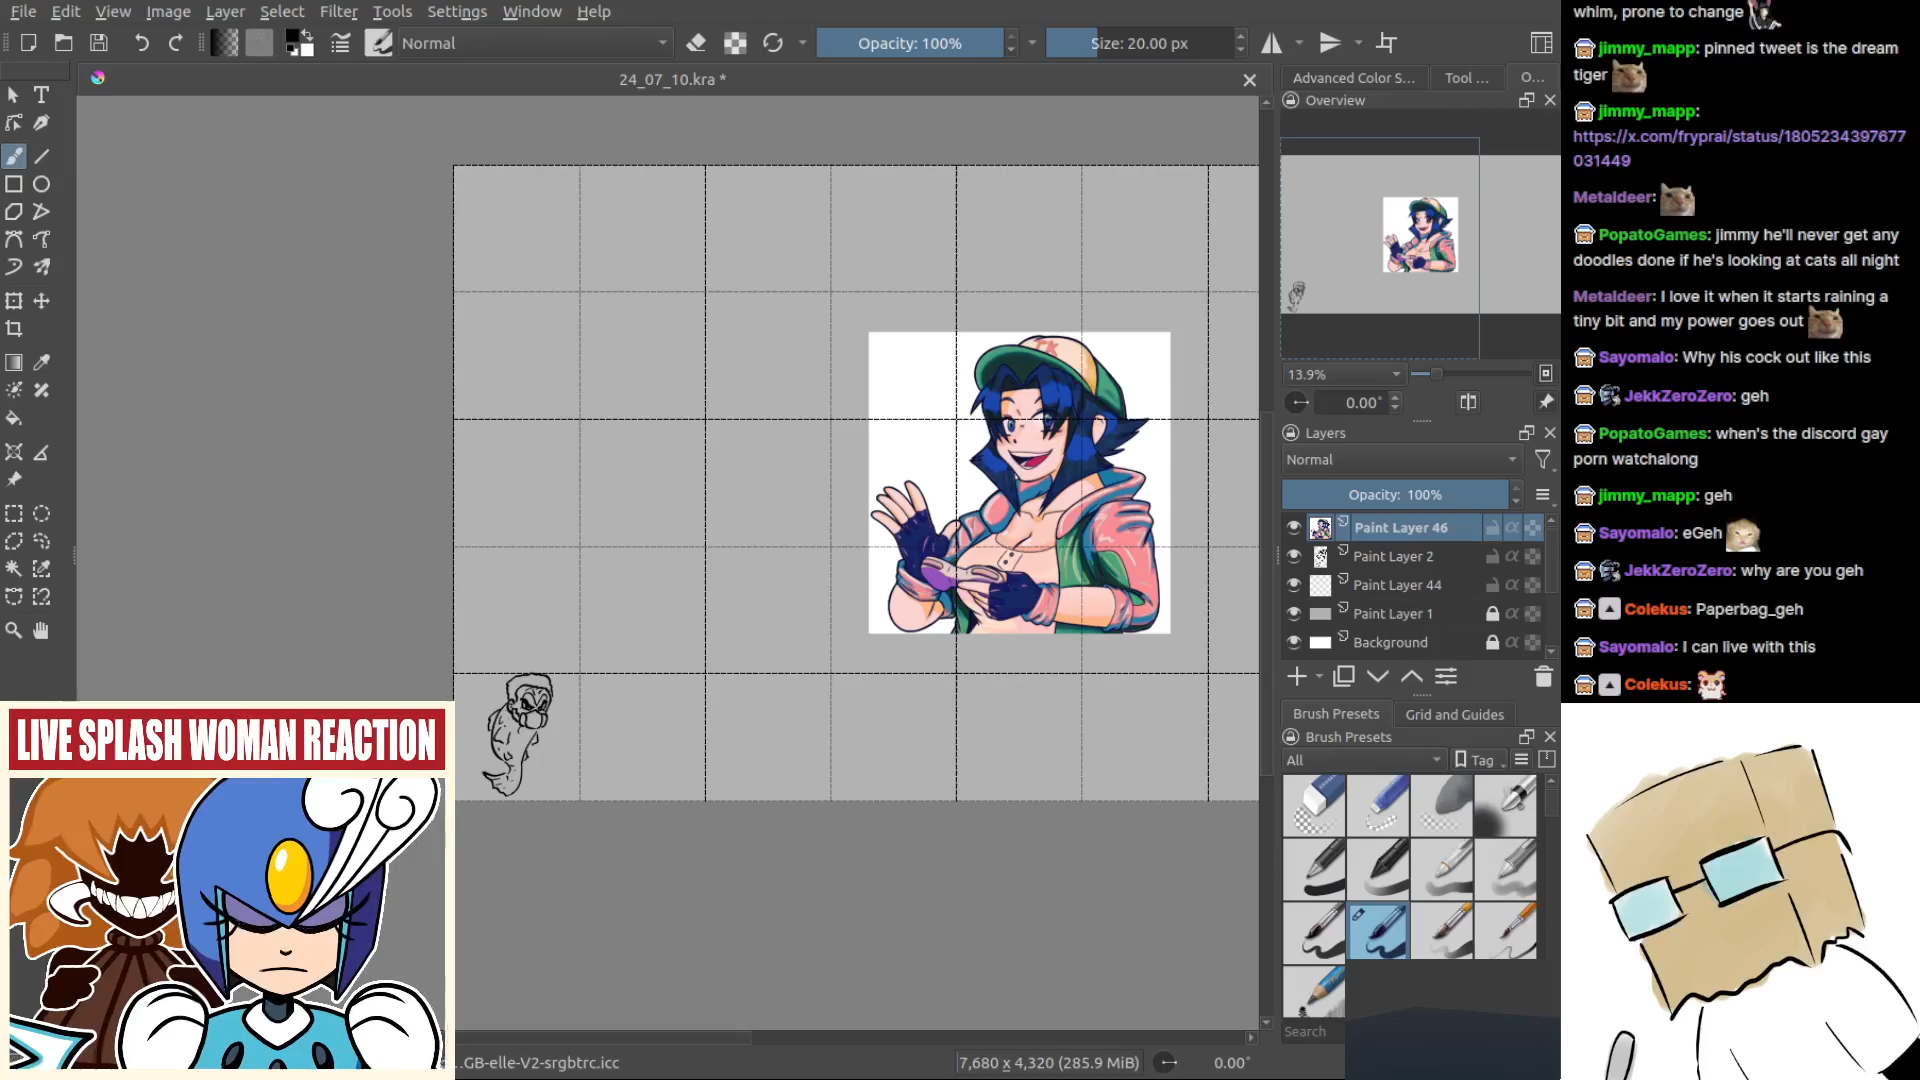 File Edit View Image Layer Select Filter Tools Settings Window Help
Normal
Opacity: 100%
Size: 20.00 px
24_07_10.kra *
Advanced Color S...
Tool ...
O...
Overview
13.9%
0.00°
Layers
Normal
Opacity: 100%
Paint Layer 46
Paint Layer 2
Paint Layer 44
Paint Layer 1
Background
Brush Presets
Grid and Guides
Brush Presets
All
Tag
Search
...GB-elle-V2-srgbtrc.icc
7,680 x 4,320 (285.9 MiB)
0.00°
TK
LIVE SPLASH WOMAN REACTION
whim, prone to change
jimmy_mapp: pinned tweet is the dream
tiger
jimmy_mapp:
https://x.com/fryprai/status/1805234397677
031449
Metaldeer:
PopatoGames: jimmy he'll never get any
doodles done if he's looking at cats all night
Metaldeer: I love it when it starts raining a
tiny bit and my power goes out
Sayomalo: Why his cock out like this
JekkZeroZero: geh
PopatoGames: when's the discord gay
porn watchalong
jimmy_mapp: geh
Sayomalo: eGeh
JekkZeroZero: why are you geh
Colekus: Paperbag_geh
Sayomalo: I can live with this
Colekus: